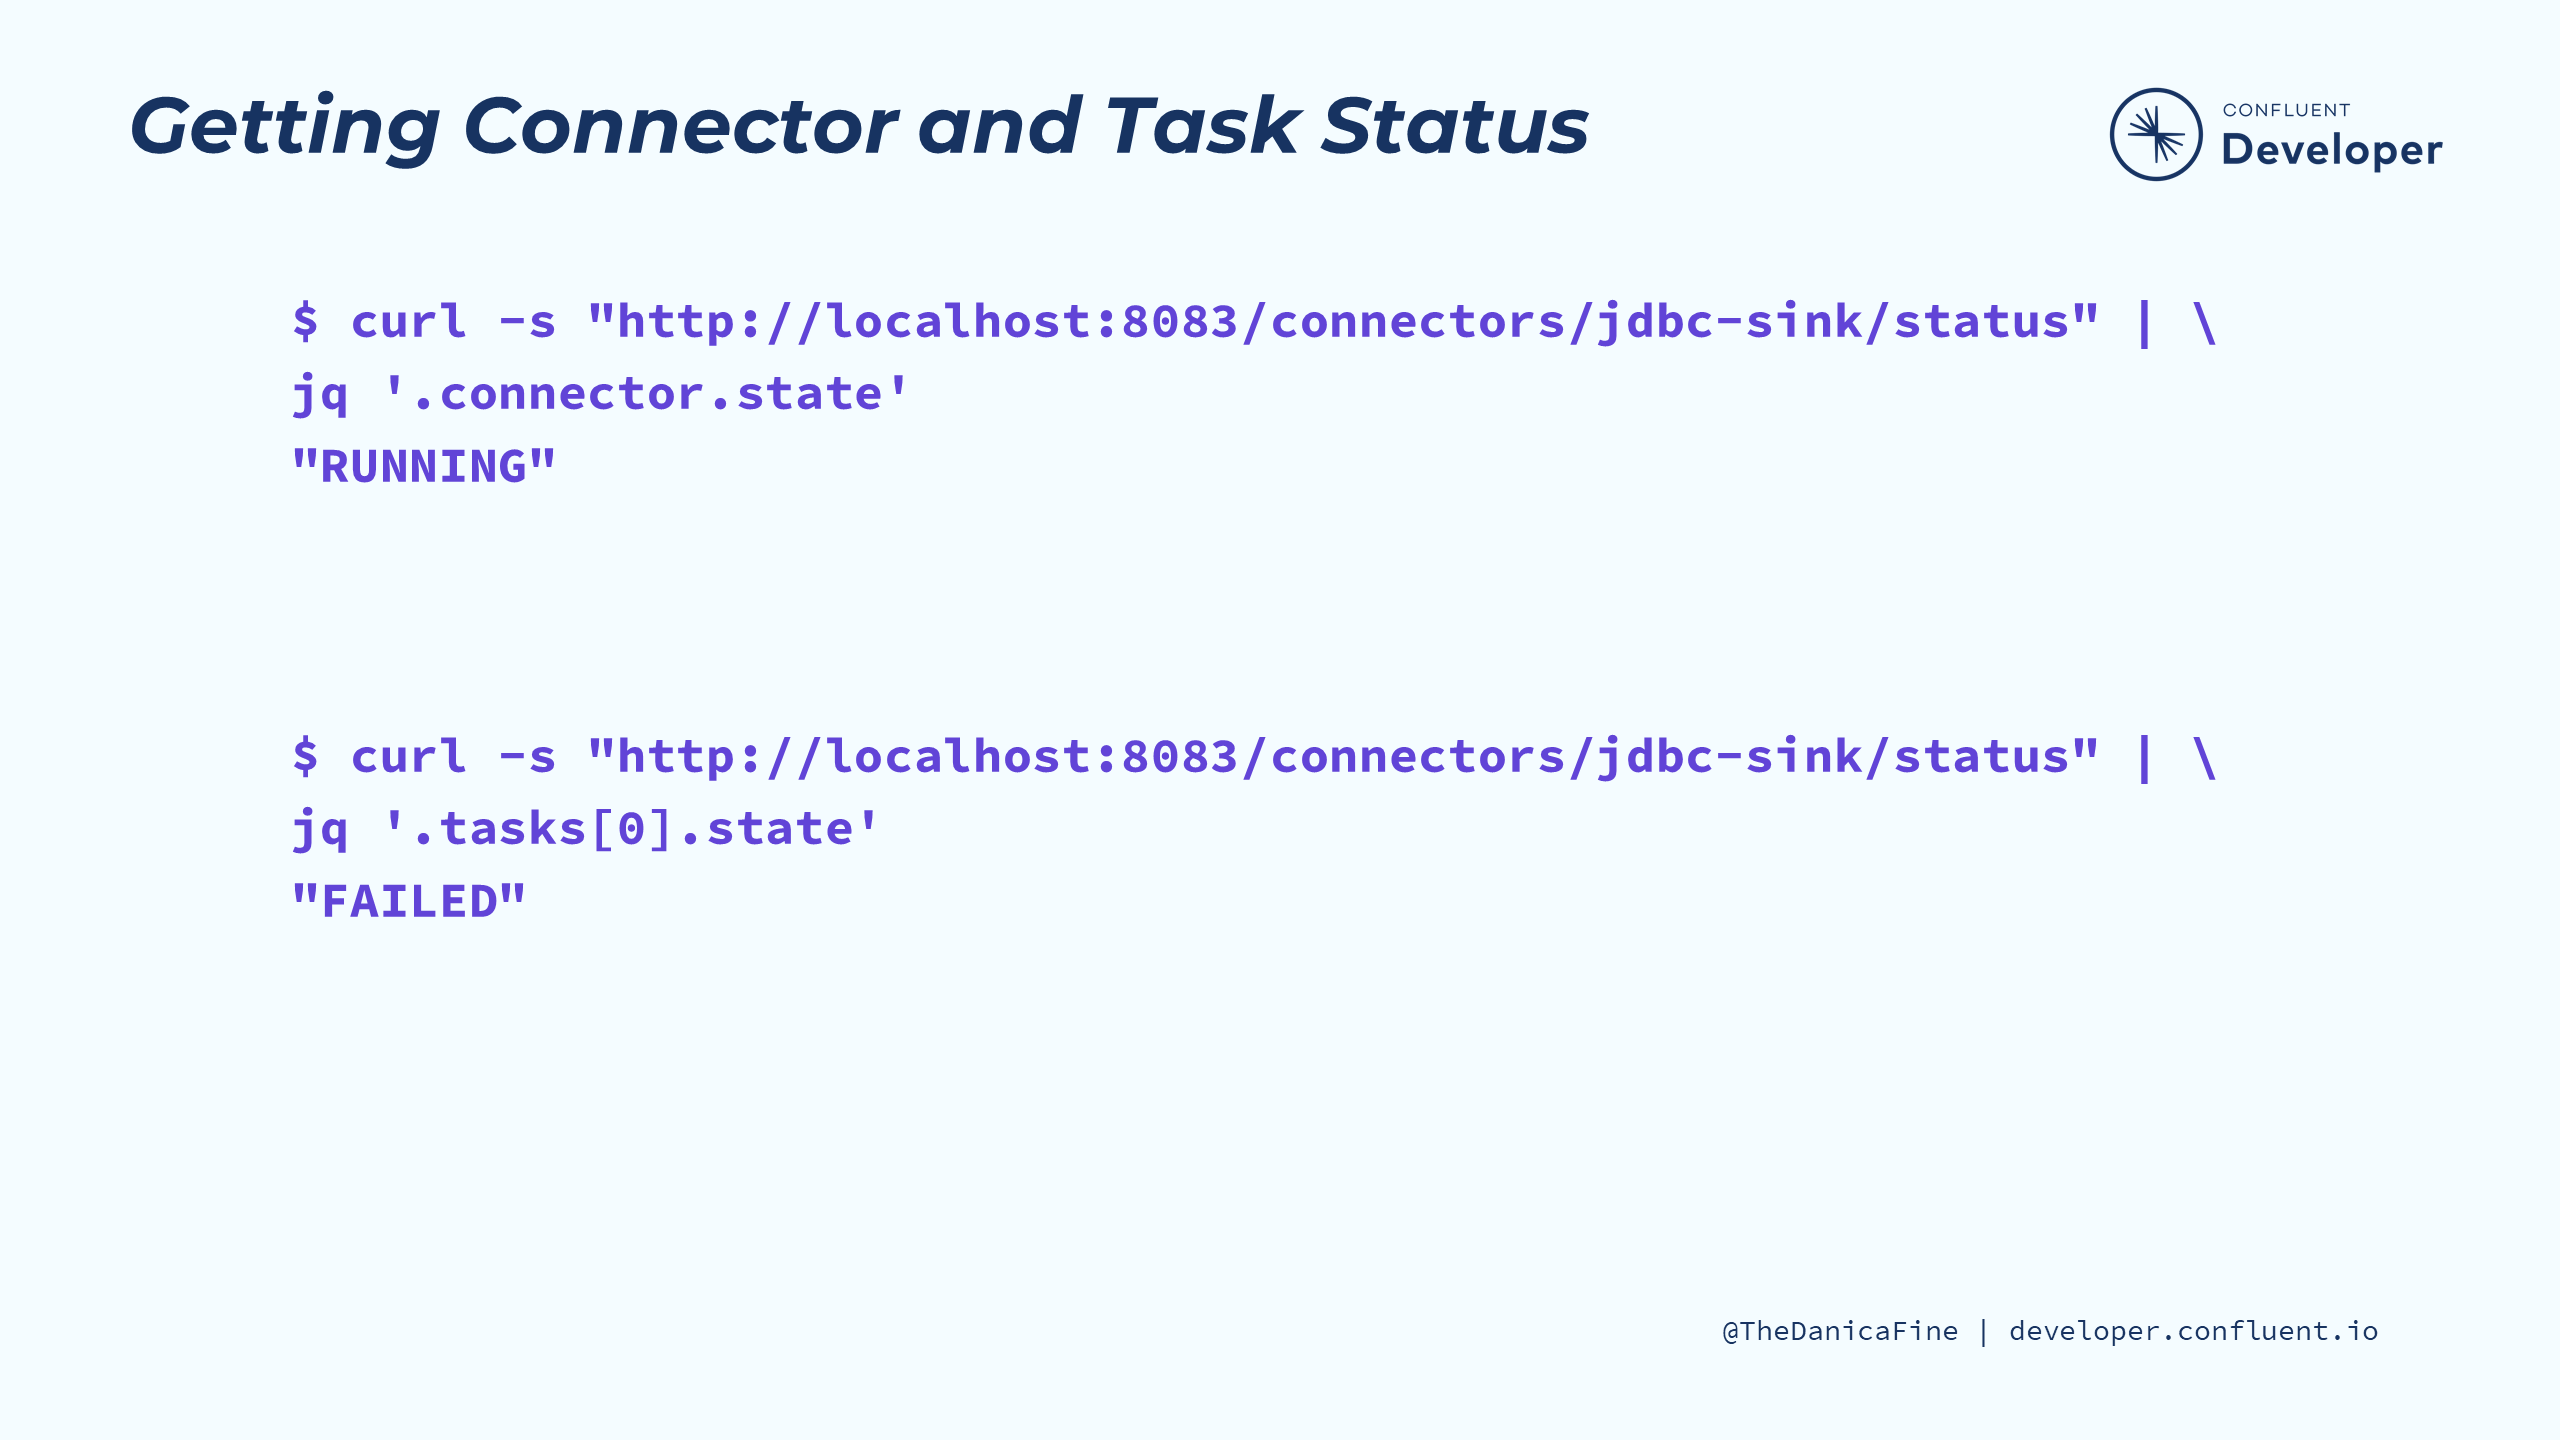 Getting Connector and Task Status
CONFLUENT
Developer
$ curl -s "http://localhost:8083/connectors/jdbc-sink/status" | \
jq '.connector.state'
"RUNNING"
$ curl -s "http://localhost:8083/connectors/jdbc-sink/status" | \
jq '.tasks[0].state'
"FAILED"
@TheDanicaFine | developer.confluent.io